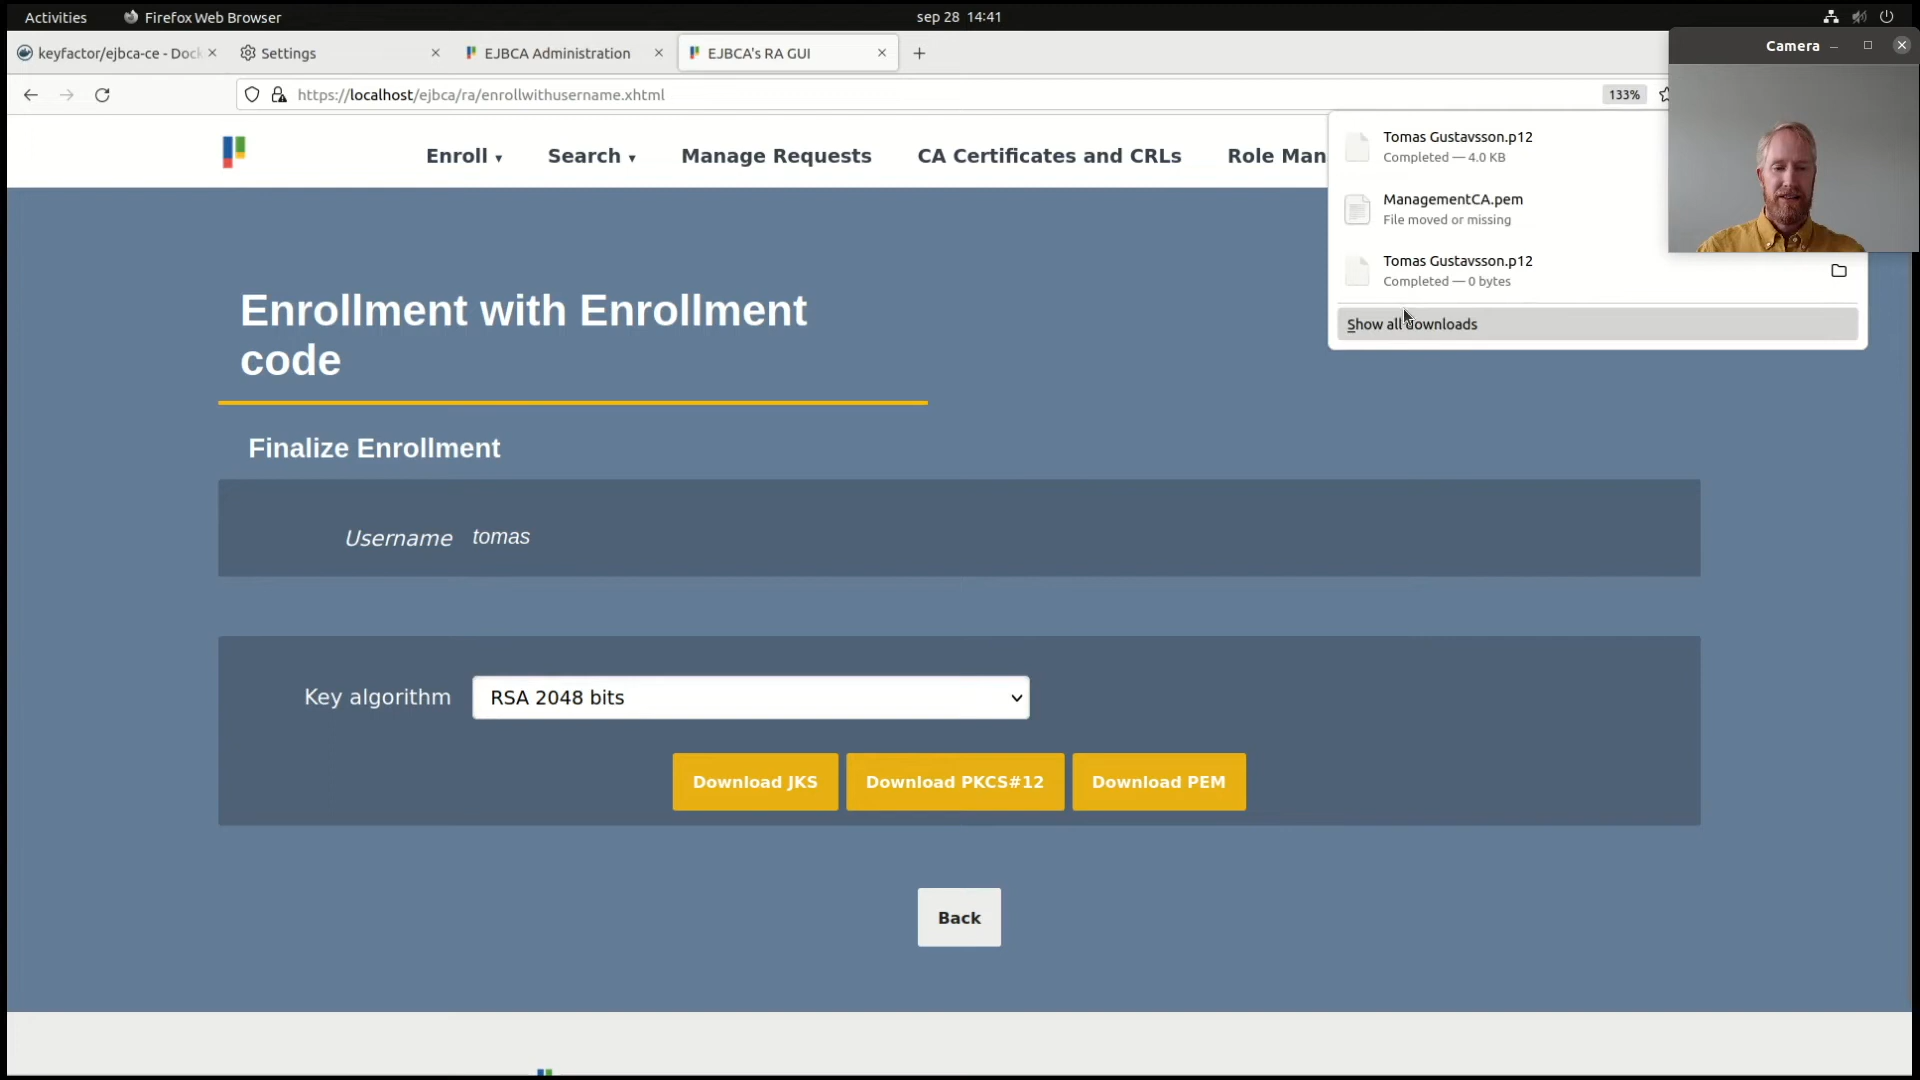 Activities
Firefox Web Browser
sep 28 14:41
keyfactor/ejbca-ce - Dock
Settings
EJBCA Administration
EJBCA's RA GUI
Camera
https://localhost/ejbca/ra/enrollwithusername.xhtml
133%
Enroll ▾
Search ▾
Manage Requests
CA Certificates and CRLs
Role Man
Tomas Gustavsson.p12
Completed — 4.0 KB
ManagementCA.pem
File moved or missing
Tomas Gustavsson.p12
Completed — 0 bytes
Show all downloads
Enrollment with Enrollment
code
Finalize Enrollment
Username tomas
Key algorithm RSA 2048 bits
Download JKS
Download PKCS#12
Download PEM
Back